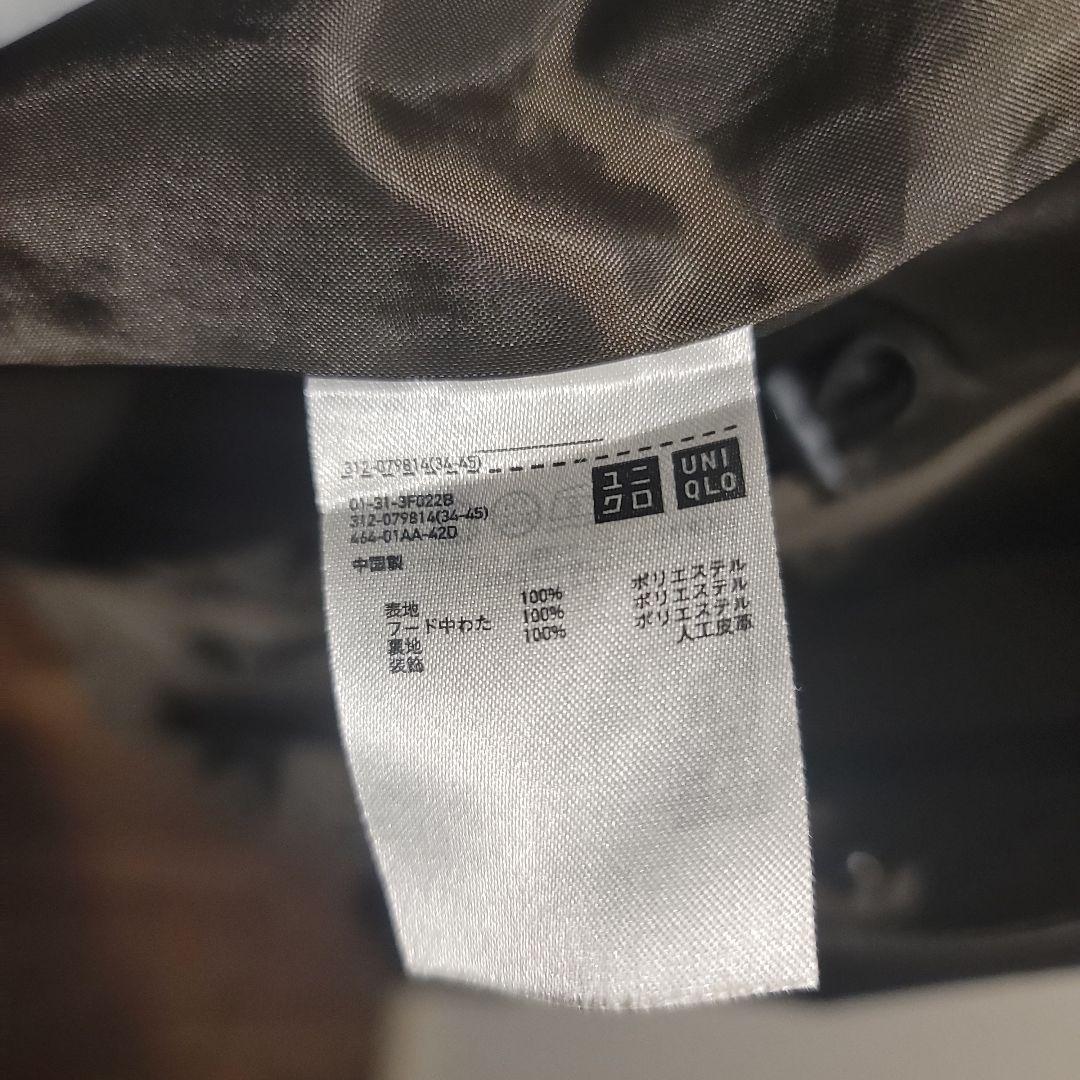 312-079814(34-45)
ユニ
クロ
UNI
QLO
01-31-3F022B
312-079814(34-45)
464-01AA-42D
中国製
表地 100% ポリエステル
フード中わた 100% ポリエステル
裏地 100% ポリエステル
装飾 人工皮革